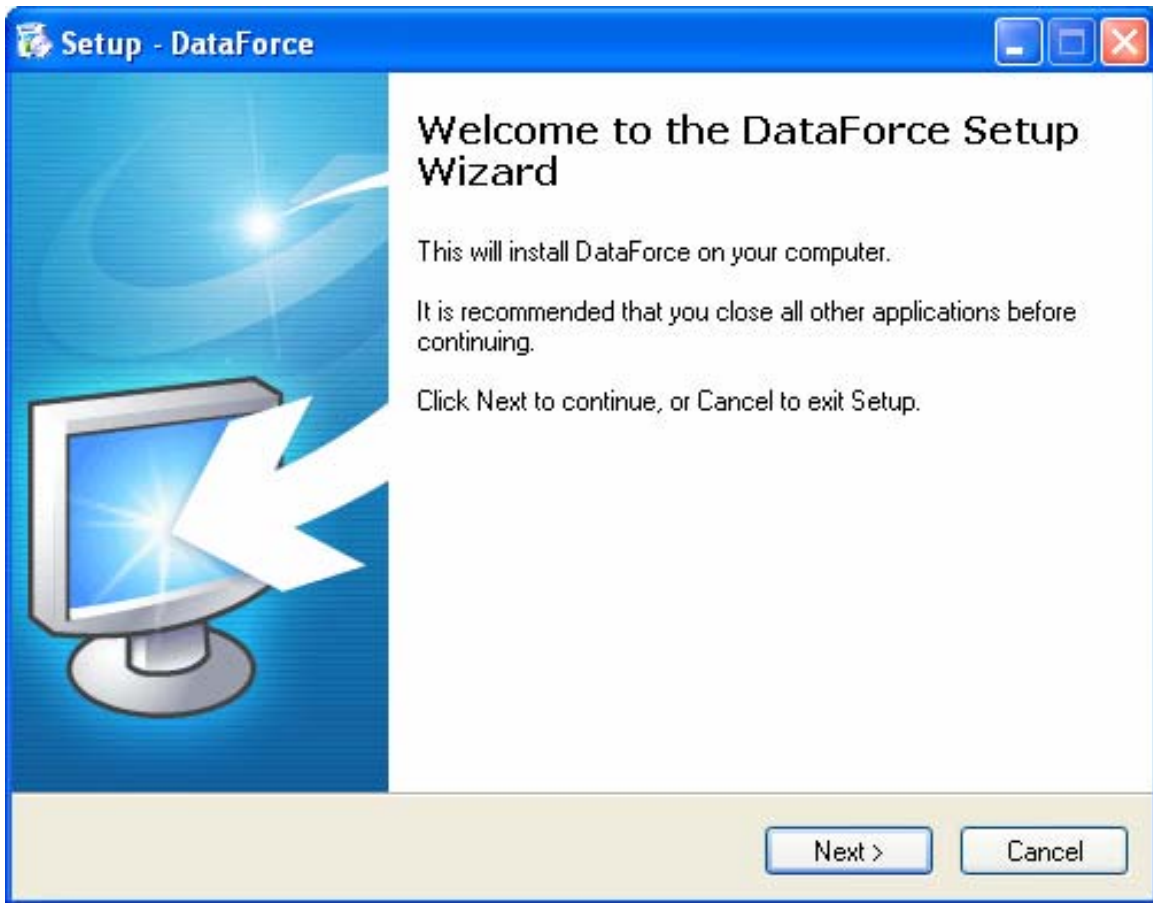 Setup - DataForce
Welcome to the DataForce Setup
Wizard
This will install DataForce on your computer.
It is recommended that you close all other applications before
continuing.
Click Next to continue, or Cancel to exit Setup.
Next >
Cancel